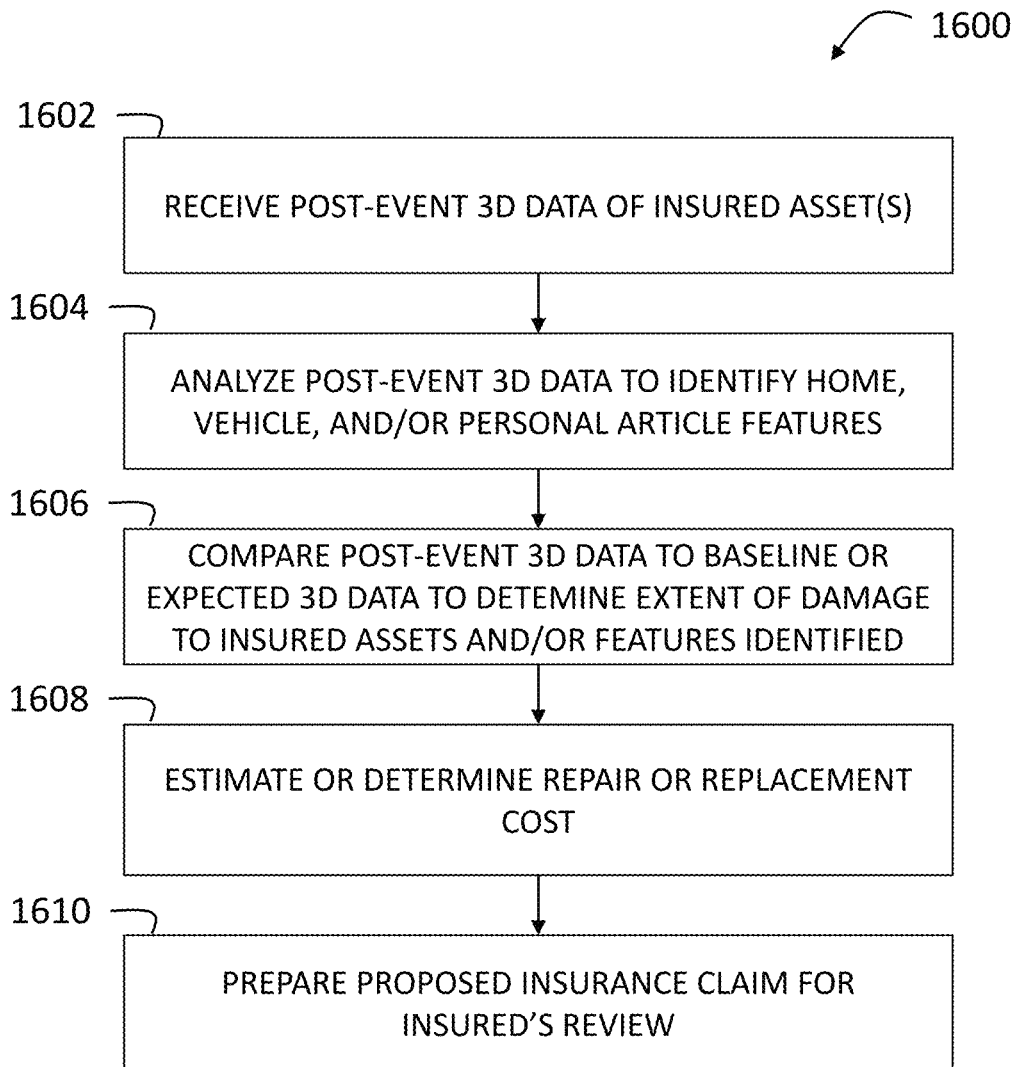 1600
1602
RECEIVE POST-EVENT 3D DATA OF INSURED ASSET(S)
1604
ANALYZE POST-EVENT 3D DATA TO IDENTIFY HOME,
VEHICLE, AND/OR PERSONAL ARTICLE FEATURES
1606
COMPARE POST-EVENT 3D DATA TO BASELINE OR
EXPECTED 3D DATA TO DETEMINE EXTENT OF DAMAGE
TO INSURED ASSETS AND/OR FEATURES IDENTIFIED
1608
ESTIMATE OR DETERMINE REPAIR OR REPLACEMENT
COST
1610
PREPARE PROPOSED INSURANCE CLAIM FOR
INSURED’S REVIEW